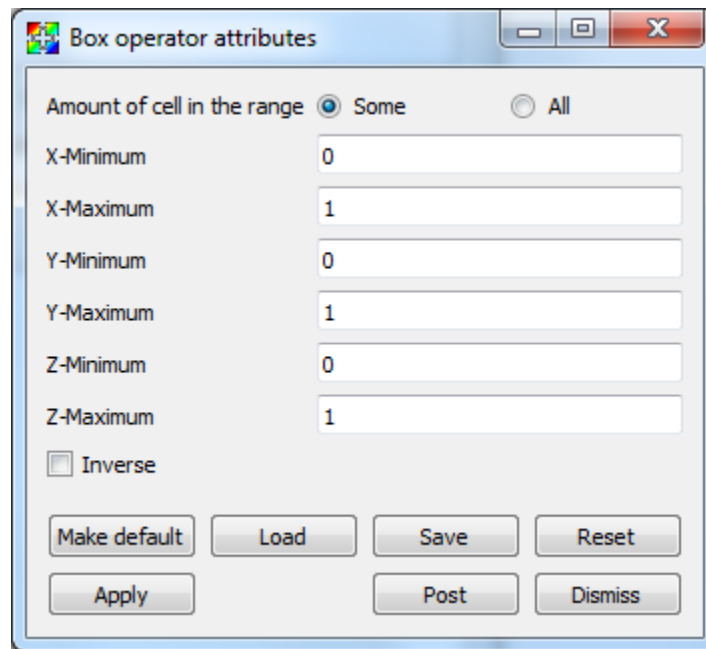 Box operator attributes
Amount of cell in the range Some All
X-Minimum 0
X-Maximum 1
Y-Minimum 0
Y-Maximum 1
Z-Minimum 0
Z-Maximum 1
Inverse
Make default Load Save Reset
Apply Post Dismiss